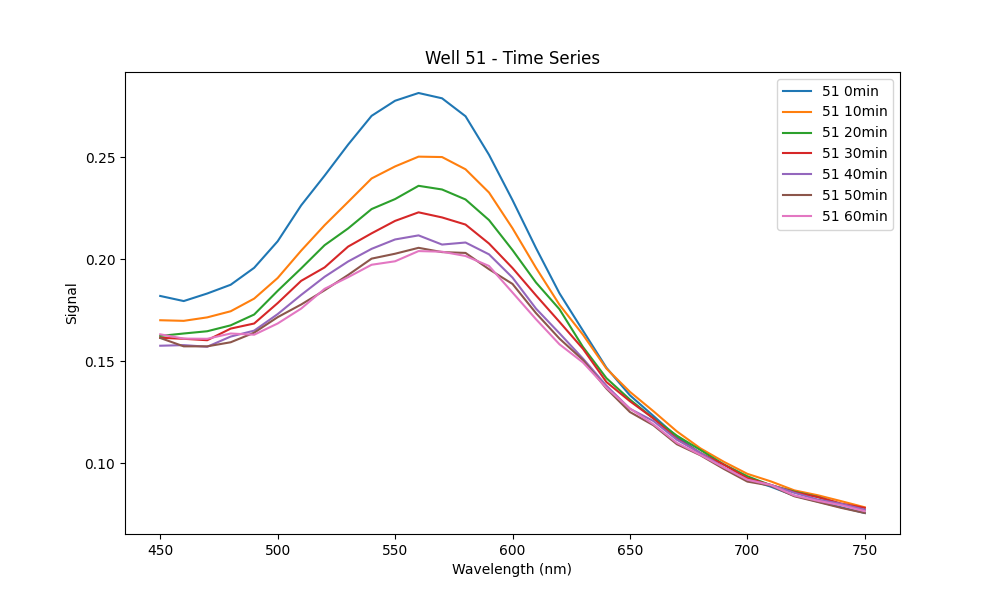 Well 51 - Time Series
51 0min
51 10min
51 20min
51 30min
51 40min
51 50min
51 60min
Signal
0.25
0.20
0.15
0.10
450 500 550 600 650 700 750
Wavelength (nm)